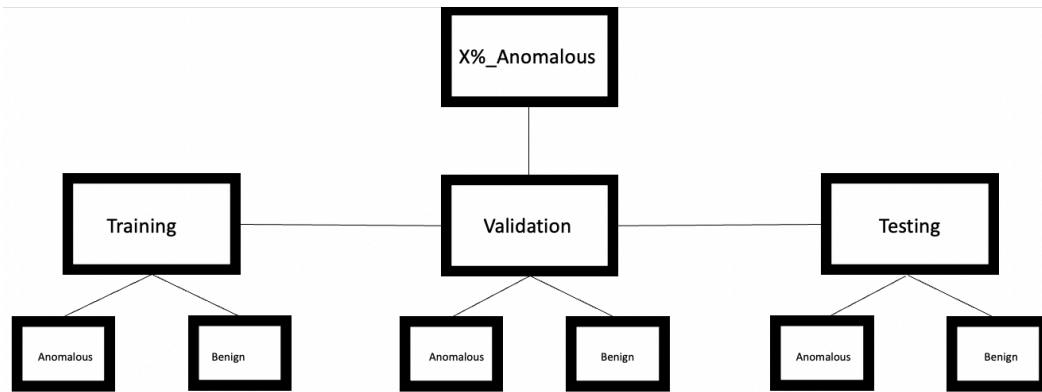 X%_Anomalous
Training
Validation
Testing
Anomalous
Benign
Anomalous
Benign
Anomalous
Benign